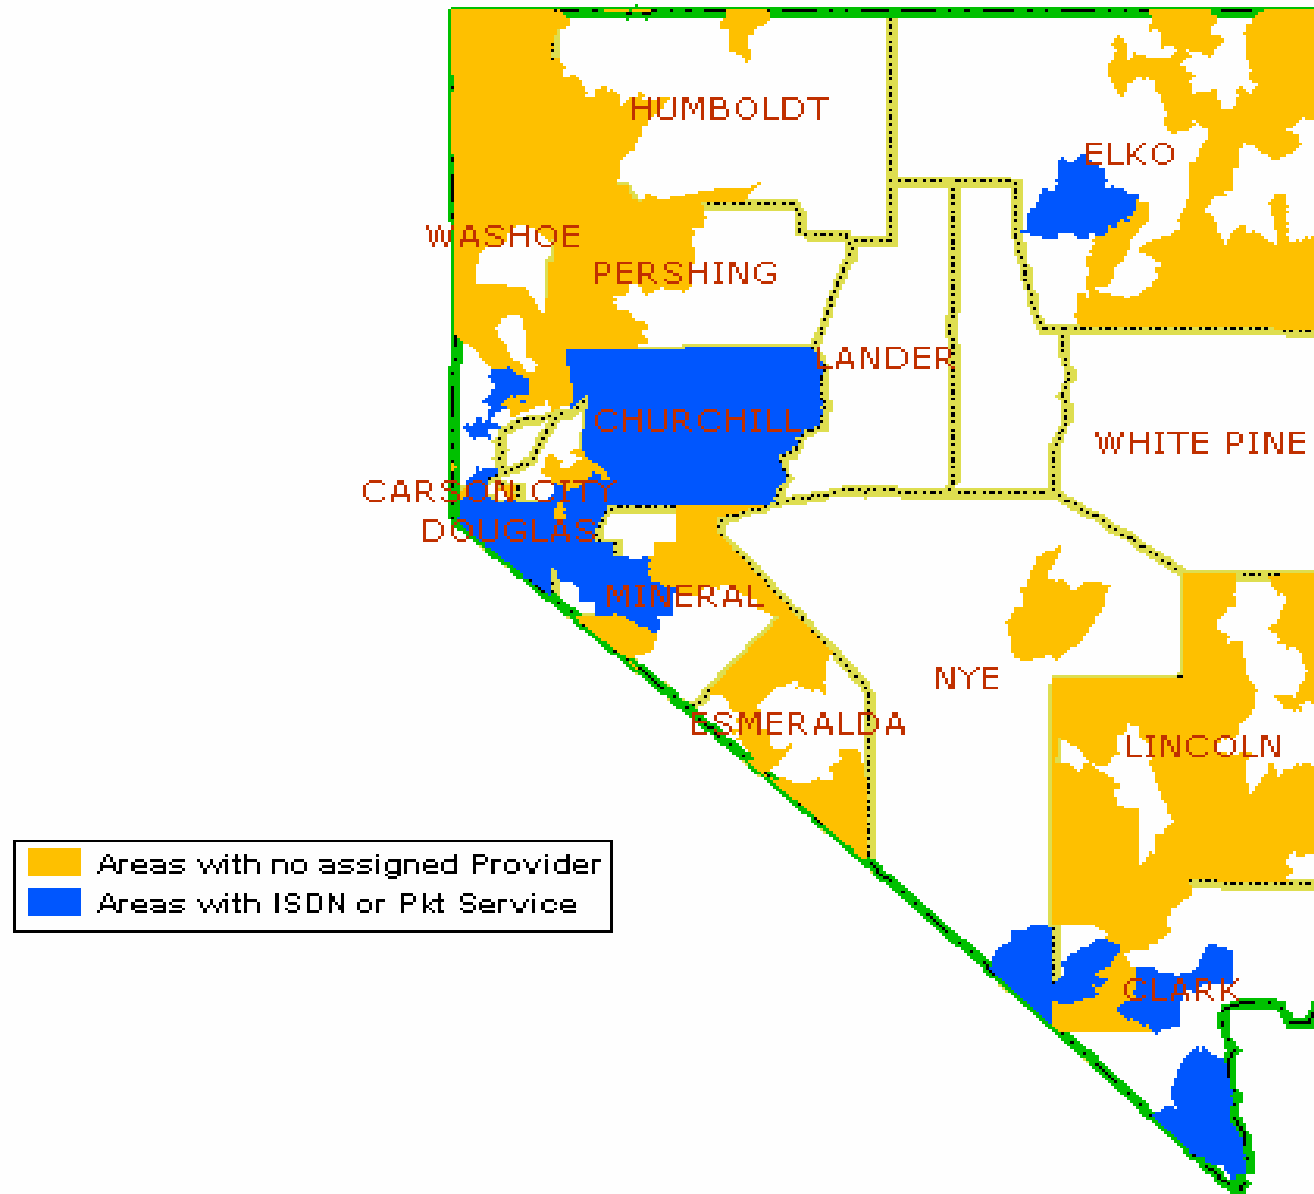 HUMBOLDT
ELKO
WASHOE
PERSHING
LANDER
CHURCHILL
WHITE PINE
CARSON CITY
DOUGLAS
MINERAL
NYE
ESMERALDA
LINCOLN
Areas with no assigned Provider
Areas with ISDN or Pkt Service
CLARK